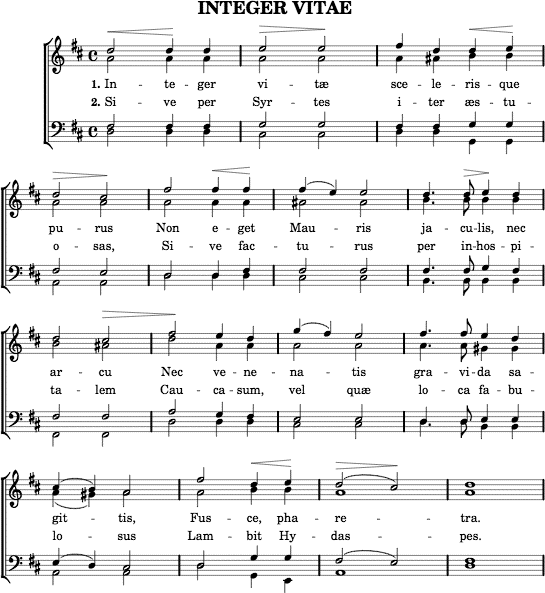 INTEGER VITAE
1. In - te - ger vi - tæ sce - le - ris - que
2. Si - ve per Syr - tes i - ter æs - tu -
pu - rus Non e - get Mau - ris ja - cu - lis, nec
o - sas, Si - ve fac - tu - rus per in - hos - pi -
ar - cu Nec ve - ne - na - tis gra - vi - da sa -
ta - lem Cau - ca - sum, vel quæ lo - ca fa - bu -
git - tis, Fus - ce, pha - re - tra.
lo - sus Lam - bit Hy - das - pes.